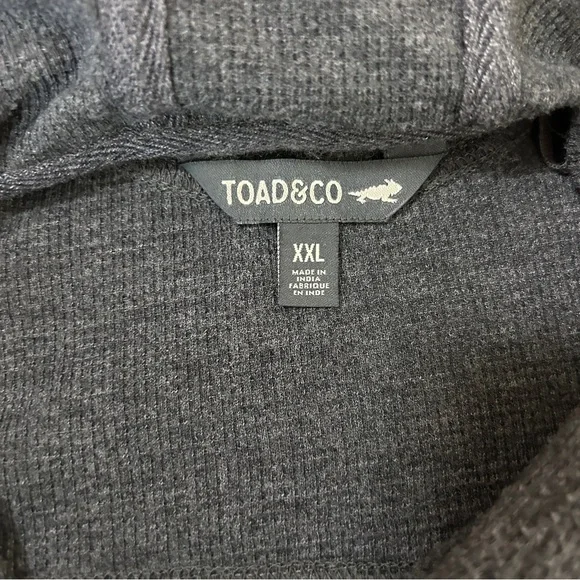 TOAD&CO
XXL
MADE IN
INDIA
FABRIQUE
EN INDE